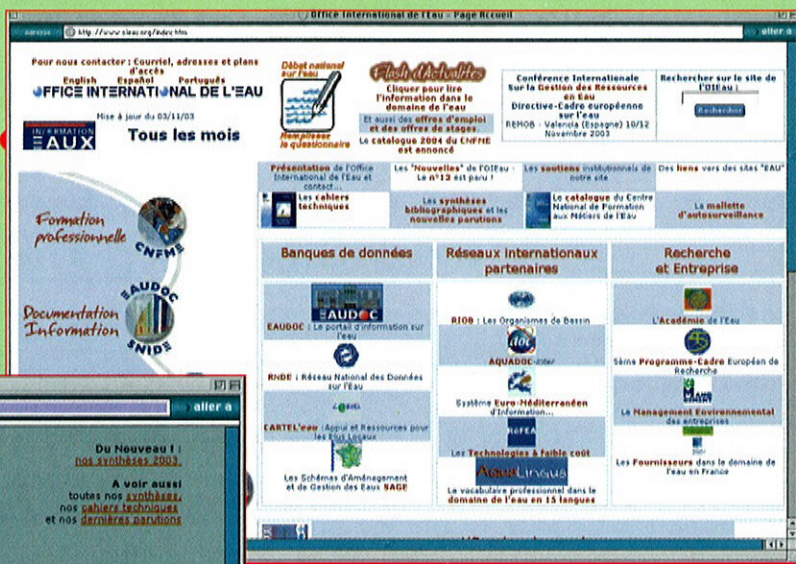 Office International de l'Eau - Page Accueil
Adresse http://www.oieau.org/index.htm aller à
Pour nous contacter : Courriel, adresses et plans
d'accès
English Español Português
OFFICE INTERNATIONAL DE L'EAU
Mise à jour du 03/11/03
INFORMATION
EAUX
Tous les mois
Débat national
sur l'eau
Remplissez
le questionnaire
Flash d'Actualités
Cliquer pour lire
l'information dans le
domaine de l'eau
Et aussi des offres d'emploi
et des offres de stages.
Le catalogue 2004 du CNFME
est annoncé
Conférence Internationale
Sur la Gestion des Ressources
en Eau
Directive-Cadre européenne
sur l'eau
REMOB - Valencia (Espagne) 10/12
Novembre 2003
Rechercher sur le site de
l'OIEau :
Rechercher
Présentation de l'Office
International de l'Eau et
contact...
Les "Nouvelles" de l'OIEau -
Le n°12 est paru !
Les soutiens institutionnels de
notre site
Des liens vers des sites "EAU"
Les cahiers
techniques
Les synthèses
bibliographiques et les
nouvelles parutions
Le catalogue du Centre
National de Formation
aux Métiers de l'Eau
La mallette
d'autosurveillance
Formation
professionnelle
CNFME
Documentation
Information
EAUDOC
SNIDE
Banques de données
EAUDOC
EAUDOC : Le portail d'information sur
l'eau
RNDE : Réseau National des Données
sur l'Eau
CARTEL'eau : Appui et Ressources pour
les Elus Locaux
Les Schémas d'Aménagement
et de Gestion des Eaux SAGE
Réseaux internationaux
partenaires
RIOB : Les Organismes de Bassin
AQUADOC-Inter
Système Euro-Méditerranéen
d'Information...
RéFEA
Les Technologies à faible coût
AquaLingua
Le vocabulaire professionnel dans le
domaine de l'eau en 15 langues
Recherche
et Entreprise
L'Académie de l'Eau
5ème Programme-Cadre Européen de
Recherche
Le Management Environnemental
des entreprises
Les Fournisseurs dans le domaine de
l'eau en France
aller à
Du Nouveau ! :
nos synthèses 2003.
A voir aussi
toutes nos synthèses,
nos cahiers techniques
et nos dernières parutions